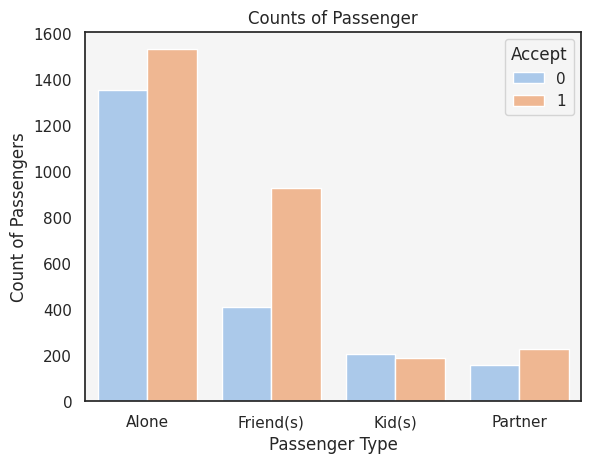 Counts of Passenger
Accept
0
1
Count of Passengers
1600
1400
1200
1000
800
600
400
200
0
Alone
Friend(s)
Kid(s)
Partner
Passenger Type